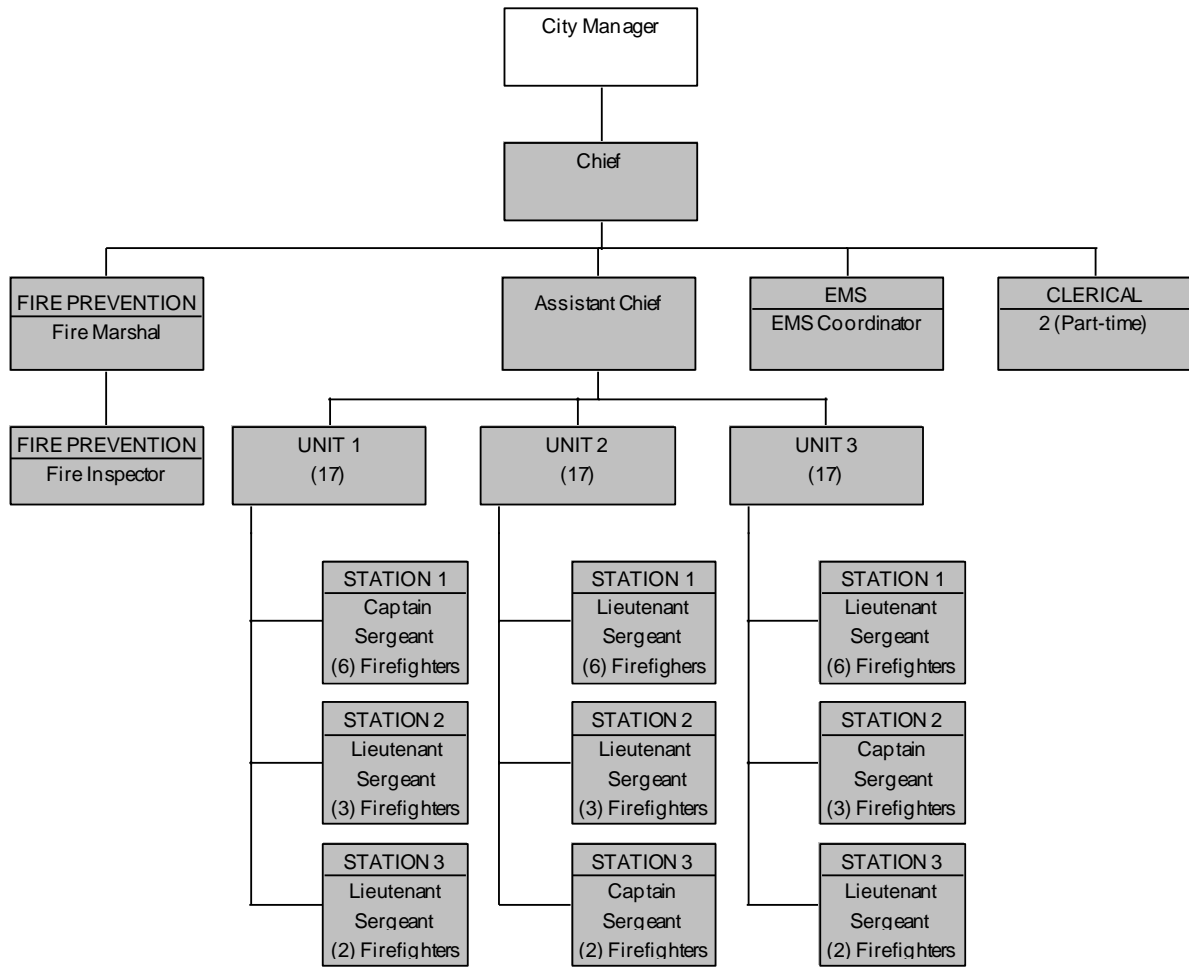 City Manager
Chief
FIRE PREVENTION
Fire Marshal
Assistant Chief
EMS
EMS Coordinator
CLERICAL
2 (Part-time)
FIRE PREVENTION
Fire Inspector
UNIT 1
(17)
UNIT 2
(17)
UNIT 3
(17)
STATION 1
Captain
Sergeant
(6) Firefighters
STATION 2
Lieutenant
Sergeant
(3) Firefighters
STATION 3
Lieutenant
Sergeant
(2) Firefighters
STATION 1
Lieutenant
Sergeant
(6) Firefighers
STATION 2
Lieutenant
Sergeant
(3) Firefighters
STATION 3
Captain
Sergeant
(2) Firefighters
STATION 1
Lieutenant
Sergeant
(6) Firefighters
STATION 2
Captain
Sergeant
(3) Firefighters
STATION 3
Lieutenant
Sergeant
(2) Firefighters